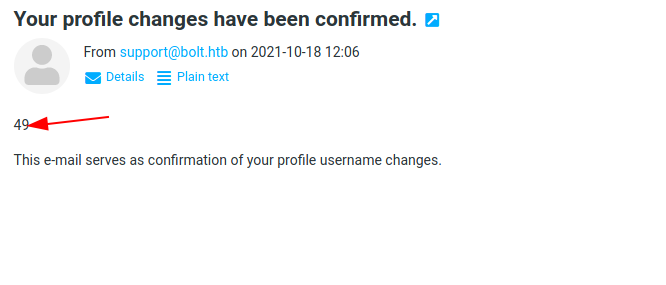 Your profile changes have been confirmed.
From support@bolt.htb on 2021-10-18 12:06
Details Plain text
49
This e-mail serves as confirmation of your profile username changes.